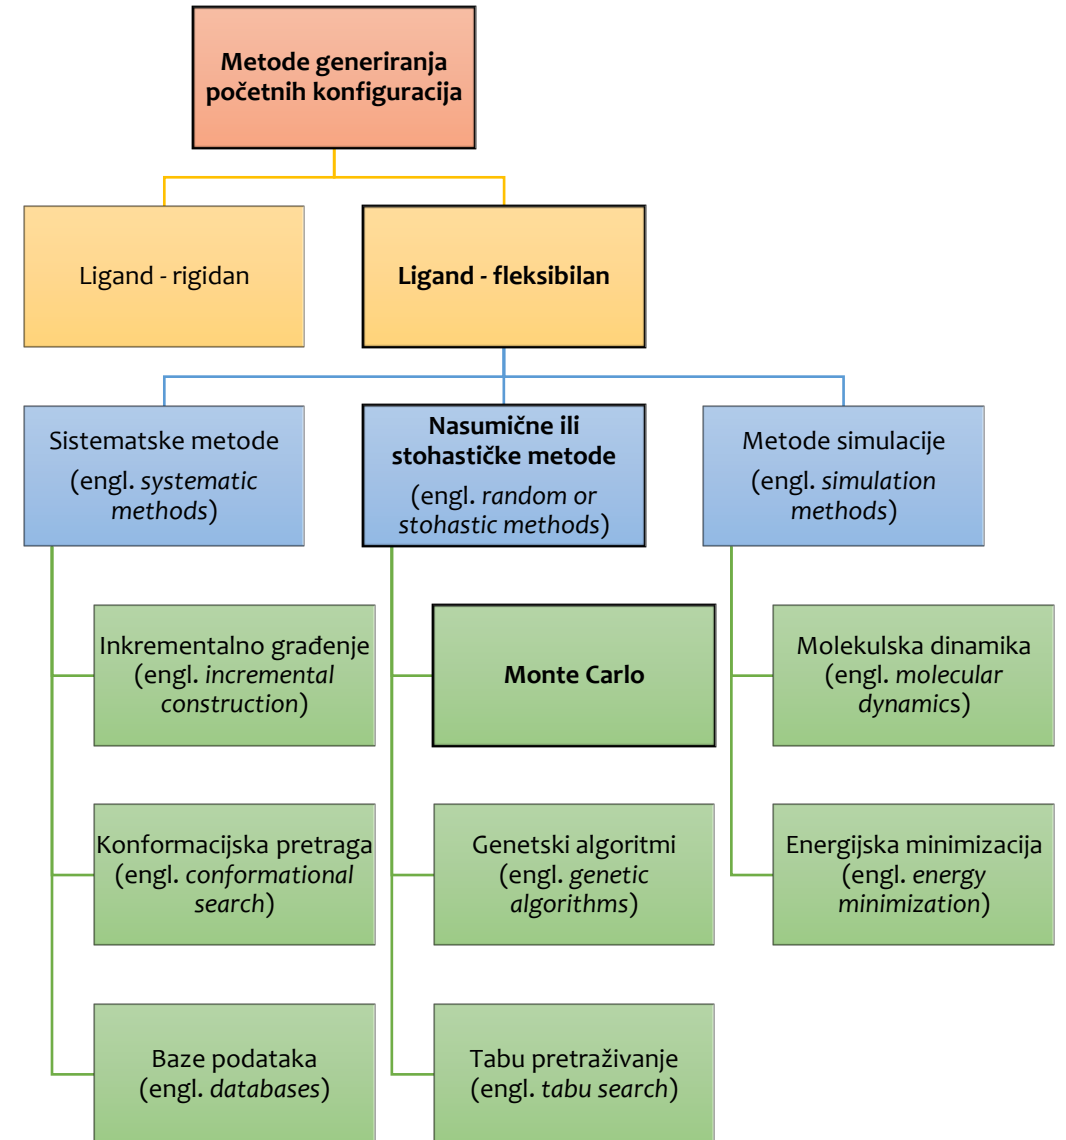 Metode generiranja
početnih konfiguracija
Ligand - rigidan
Ligand - fleksibilan
Sistematske metode
(engl. systematic
methods)
Nasumične ili
stohastičke metode
(engl. random or
stohastic methods)
Metode simulacije
(engl. simulation
methods)
Inkrementalno građenje
(engl. incremental
construction)
Monte Carlo
Molekulska dinamika
(engl. molecular
dynamics)
Konformacijska pretraga
(engl. conformational
search)
Genetski algoritmi
(engl. genetic
algorithms)
Energijska minimizacija
(engl. energy
minimization)
Baze podataka
(engl. databases)
Tabu pretraživanje
(engl. tabu search)